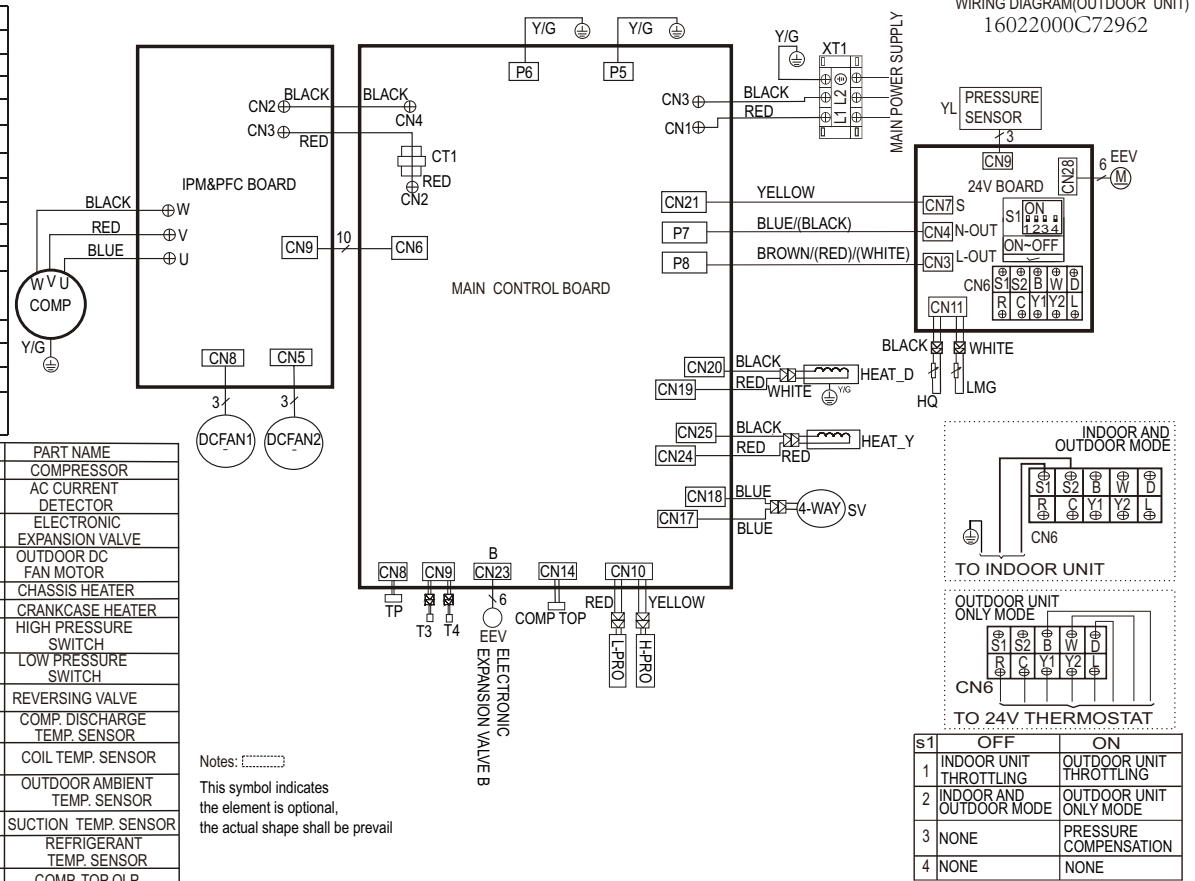 WIRING DIAGRAM(OUTDOOR UNIT)
16022000C72962
Y/G
Y/G
P6
P5
Y/G
XT1
L1 L2
MAIN POWER SUPPLY
CN2
BLACK
BLACK
CN4
CN3
RED
CT1
RED
CN2
CN3
BLACK
CN1
RED
IPM&PFC BOARD
BLACK
W
RED
V
BLUE
U
W V U
COMP
Y/G
CN9
10
CN6
MAIN CONTROL BOARD
CN8
CN5
3
3
DCFAN1
DCFAN2
CN21
YELLOW
P7
BLUE/(BLACK)
P8
BROWN/(RED)/(WHITE)
YL
PRESSURE
SENSOR
3
CN9
CN28
6
EEV
M
24V BOARD
CN7 S
CN4 N-OUT
CN3 L-OUT
S1
ON
1 2 3 4
ON~OFF
CN6
S1 S2 B W D
R C Y1 Y2 L
CN11
BLACK
WHITE
HQ
LMG
CN20
BLACK
CN19
RED
WHITE
HEAT_D
Y/G
CN25
BLACK
CN24
RED
RED
HEAT_Y
CN18
BLUE
CN17
BLUE
4-WAY
SV
CN8
CN9
B
CN23
CN14
CN10
TP
T3 T4
6
EEV
ELECTRONIC
EXPANSION VALVE B
COMP TOP
RED
YELLOW
L-PRO
H-PRO
INDOOR AND
OUTDOOR MODE
S1 S2 B W D
R C Y1 Y2 L
CN6
TO INDOOR UNIT
OUTDOOR UNIT
ONLY MODE
S1 S2 B W D
R C Y1 Y2 L
CN6
TO 24V THERMOSTAT
s1 OFF ON
1 INDOOR UNIT THROTTLING OUTDOOR UNIT THROTTLING
2 INDOOR AND OUTDOOR MODE OUTDOOR UNIT ONLY MODE
3 NONE PRESSURE COMPENSATION
4 NONE NONE
PART NAME
COMPRESSOR
AC CURRENT
DETECTOR
ELECTRONIC
EXPANSION VALVE
OUTDOOR DC
FAN MOTOR
CHASSIS HEATER
CRANKCASE HEATER
HIGH PRESSURE
SWITCH
LOW PRESSURE
SWITCH
REVERSING VALVE
COMP. DISCHARGE
TEMP. SENSOR
COIL TEMP. SENSOR
OUTDOOR AMBIENT
TEMP. SENSOR
SUCTION TEMP. SENSOR
REFRIGERANT
TEMP. SENSOR
COMP. TOP OLP
Notes:
This symbol indicates
the element is optional,
the actual shape shall be prevail